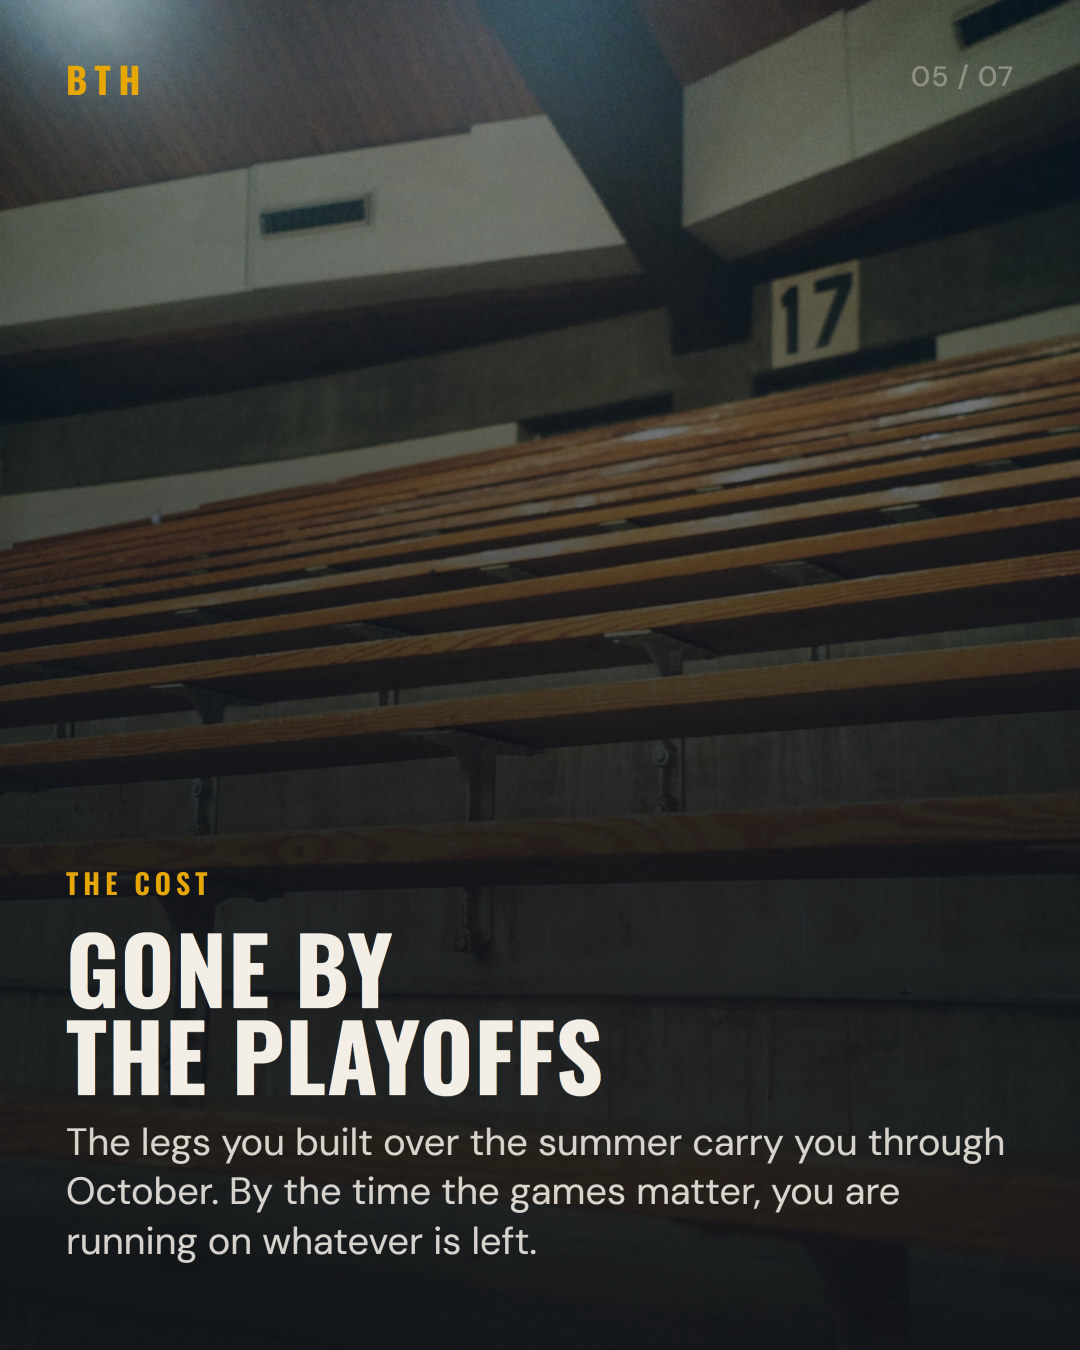 BTH
05 / 07
17
THE COST
GONE BY
THE PLAYOFFS
The legs you built over the summer carry you through
October. By the time the games matter, you are
running on whatever is left.